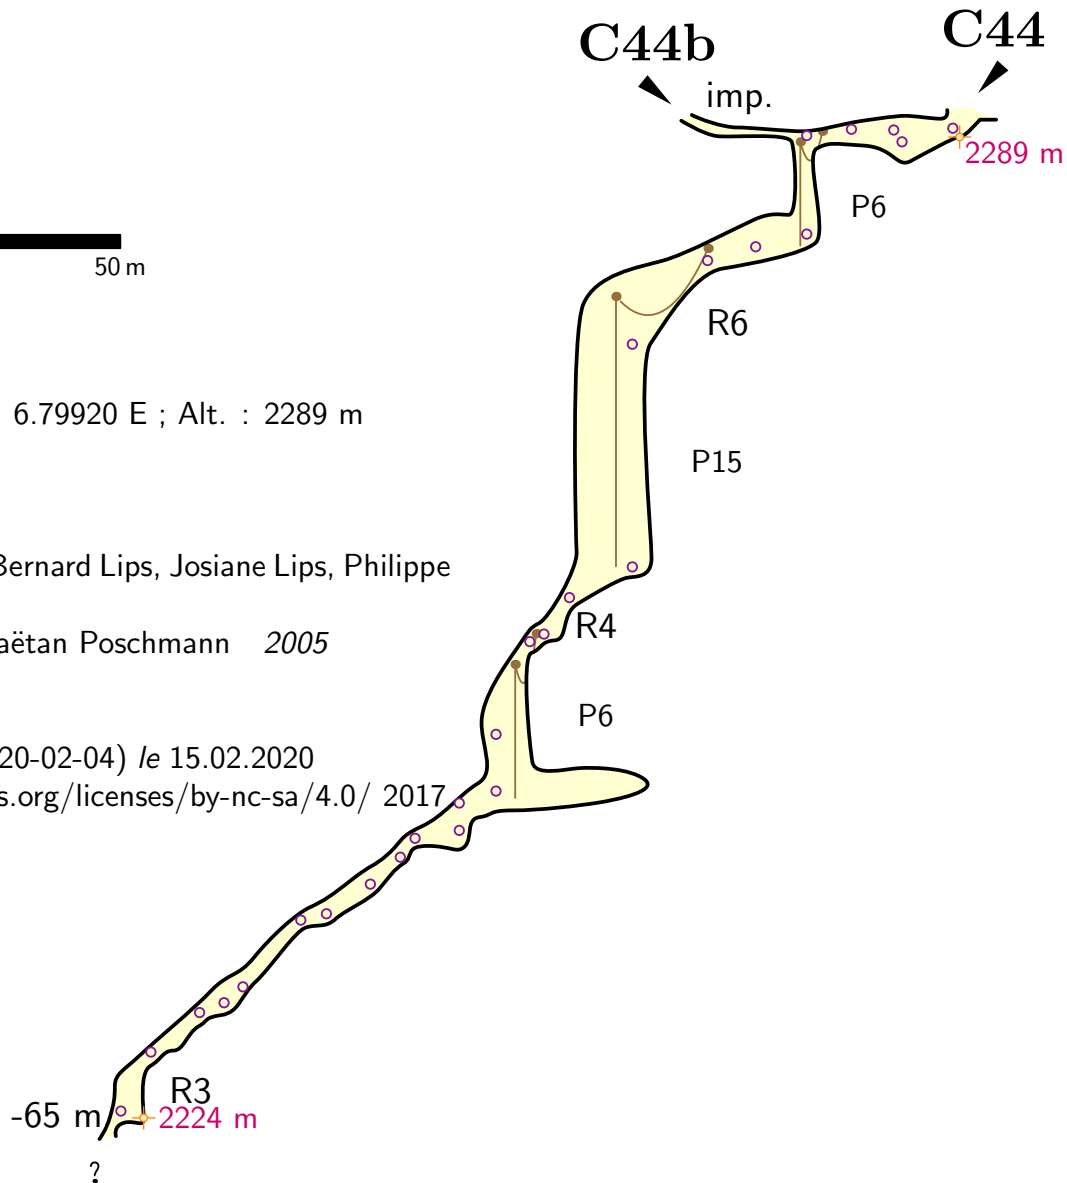 C44b
C44
imp.
2289 m
P6
50 m
R6
6.79920 E ; Alt. : 2289 m
P15
Bernard Lips, Josiane Lips, Philippe
R4
aëtan Poschmann 2005
P6
20-02-04) le 15.02.2020
s.org/licenses/by-nc-sa/4.0/ 2017
R3
-65 m
2224 m
?